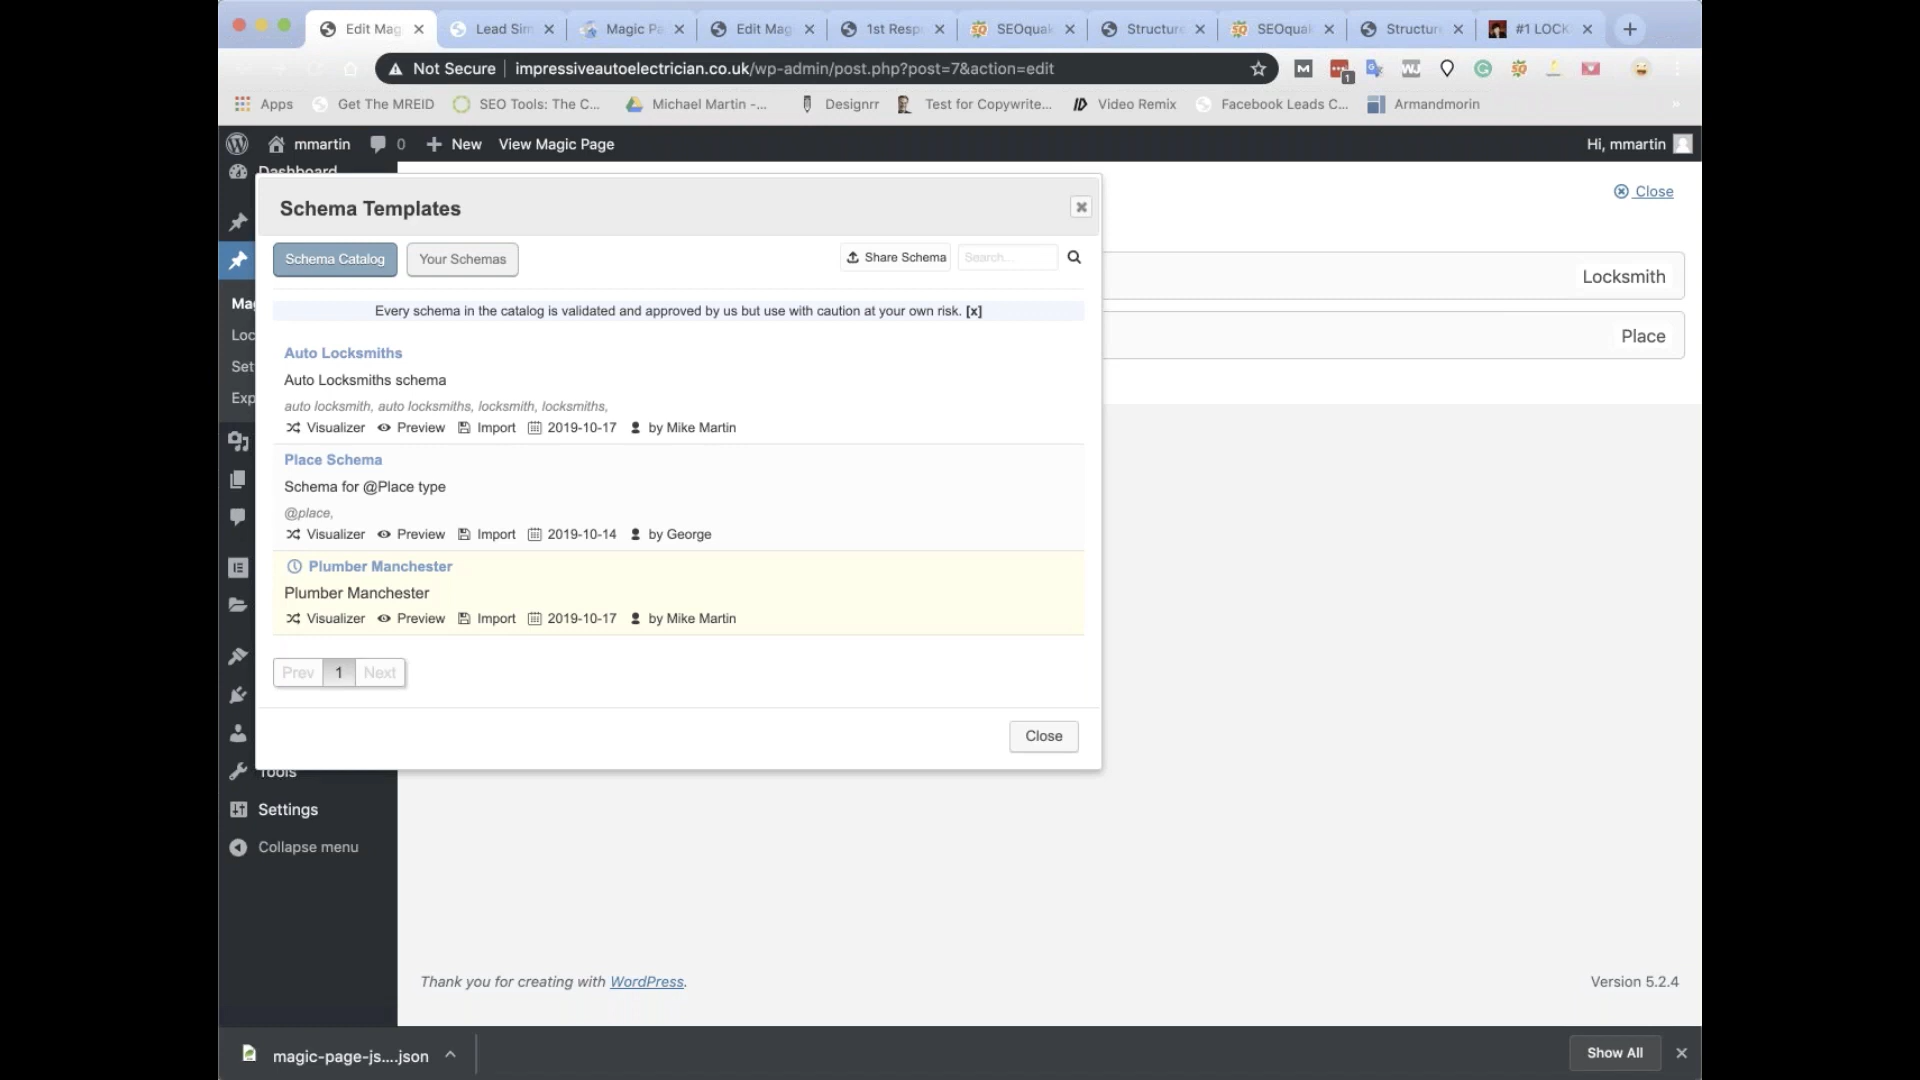 Edit Mag
Lead Sim
Magic Pa
Edit Mag
1st Resp
SEOquak
Structure
SEOquak
Structure
#1 LOCK
Not Secure
impressiveautoelectrician.co.uk/wp-admin/post.php?post=7&action=edit
1
Apps
Get The MREID
SEO Tools: The C...
Michael Martin -...
Designrr
Test for Copywrite...
Video Remix
Facebook Leads C...
Armandmorin
mmartin
0
New
View Magic Page
Hi, mmartin
Dashboard
Close
Schema Templates
Schema Catalog
Your Schemas
Share Schema
Search...
Locksmith
Mag
Every schema in the catalog is validated and approved by us but use with caution at your own risk. [x]
Loc
Place
Auto Locksmiths
Set
Auto Locksmiths schema
Exp
auto locksmith, auto locksmiths, locksmith, locksmiths,
Visualizer Preview Import 2019-10-17 by Mike Martin
Place Schema
Schema for @Place type
@place,
Visualizer Preview Import 2019-10-14 by George
Plumber Manchester
Plumber Manchester
Visualizer Preview Import 2019-10-17 by Mike Martin
Prev 1 Next
Close
Tools
Settings
Collapse menu
Thank you for creating with WordPress.
Version 5.2.4
magic-page-js....json
Show All